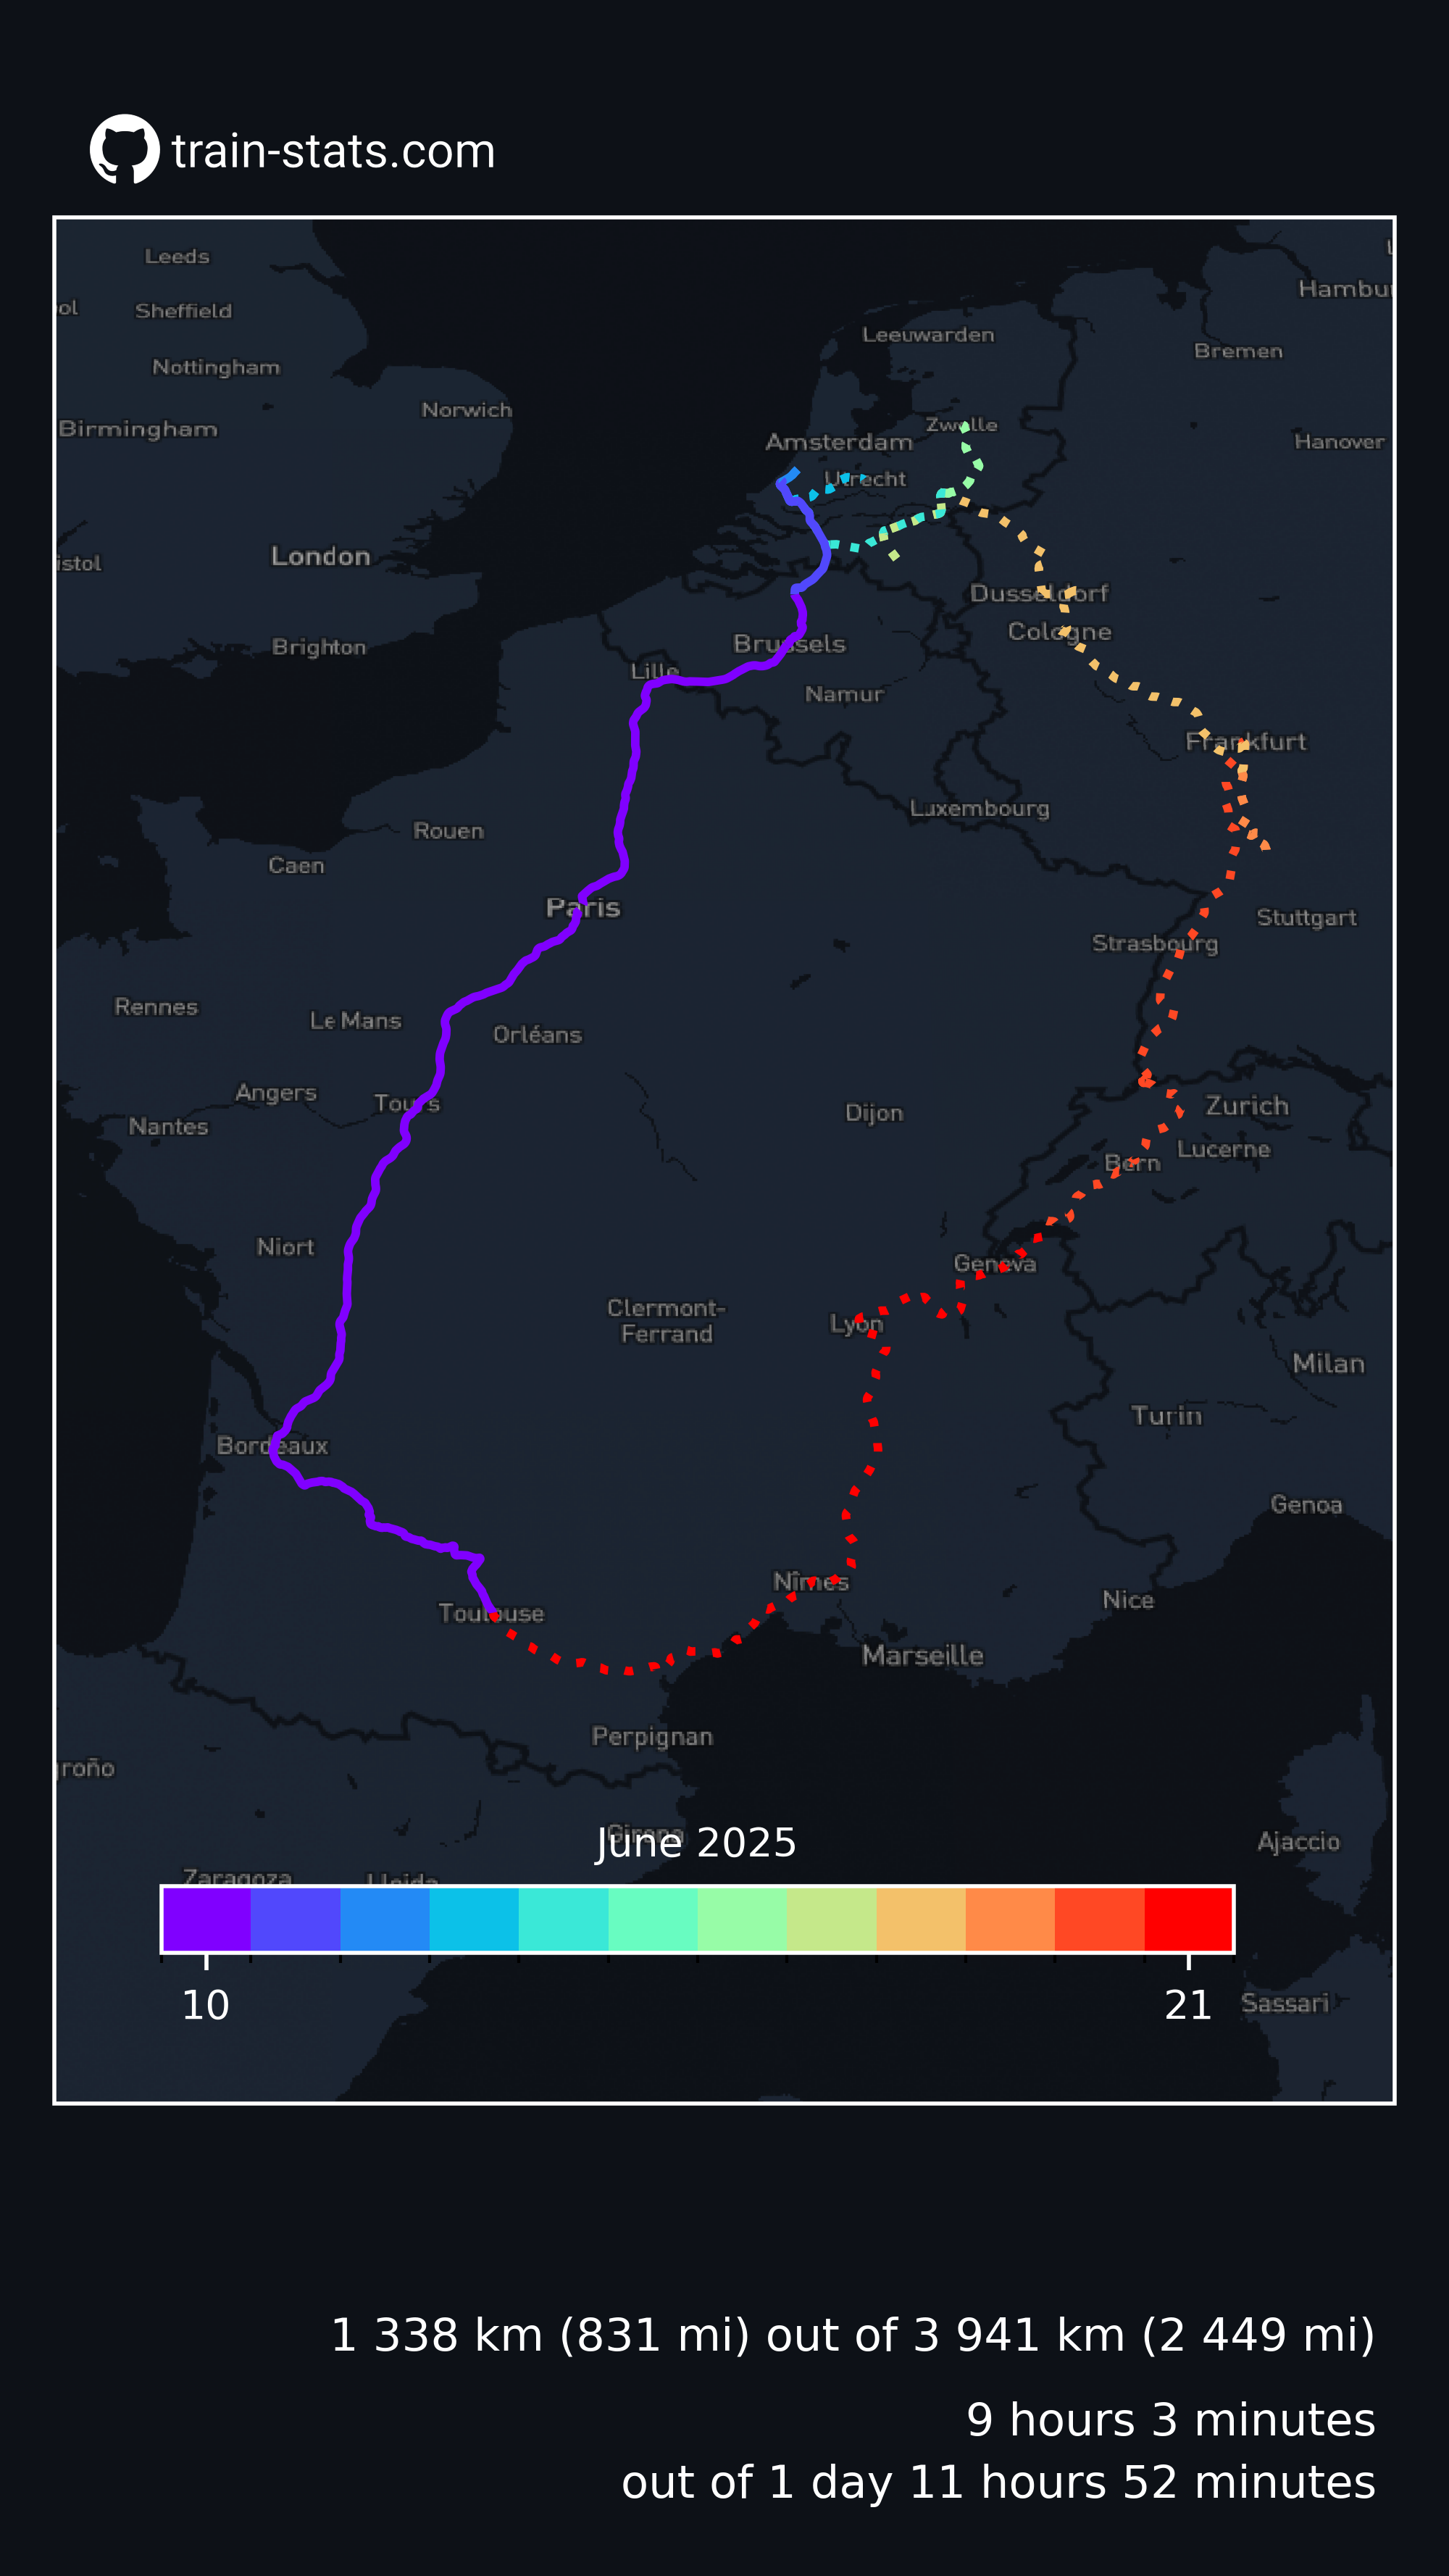 train-stats.com
Leeds
Hambu
Sheffield
Leeuwarden
Bremen
Nottingham
Norwich
Zwolle
Birmingham
Amsterdam
Hanover
Utrecht
London
istol
Dusseldorf
Cologne
Brighton
Brussels
Lille
Namur
Frankfurt
Luxembourg
Rouen
Caen
Paris
Stuttgart
Strasbourg
Rennes
Le Mans
Orléans
Angers
Tours
Dijon
Zurich
Nantes
Lucerne
Bern
Niort
Geneva
Clermont-
Ferrand
Lyon
Milan
Turin
Bordeaux
Genoa
Nîmes
Nice
Toulouse
Marseille
Perpignan
groño
Girona
June 2025
Ajaccio
Zaragoza
Lleida
10
21
Sassari
1 338 km (831 mi) out of 3 941 km (2 449 mi)
9 hours 3 minutes
out of 1 day 11 hours 52 minutes